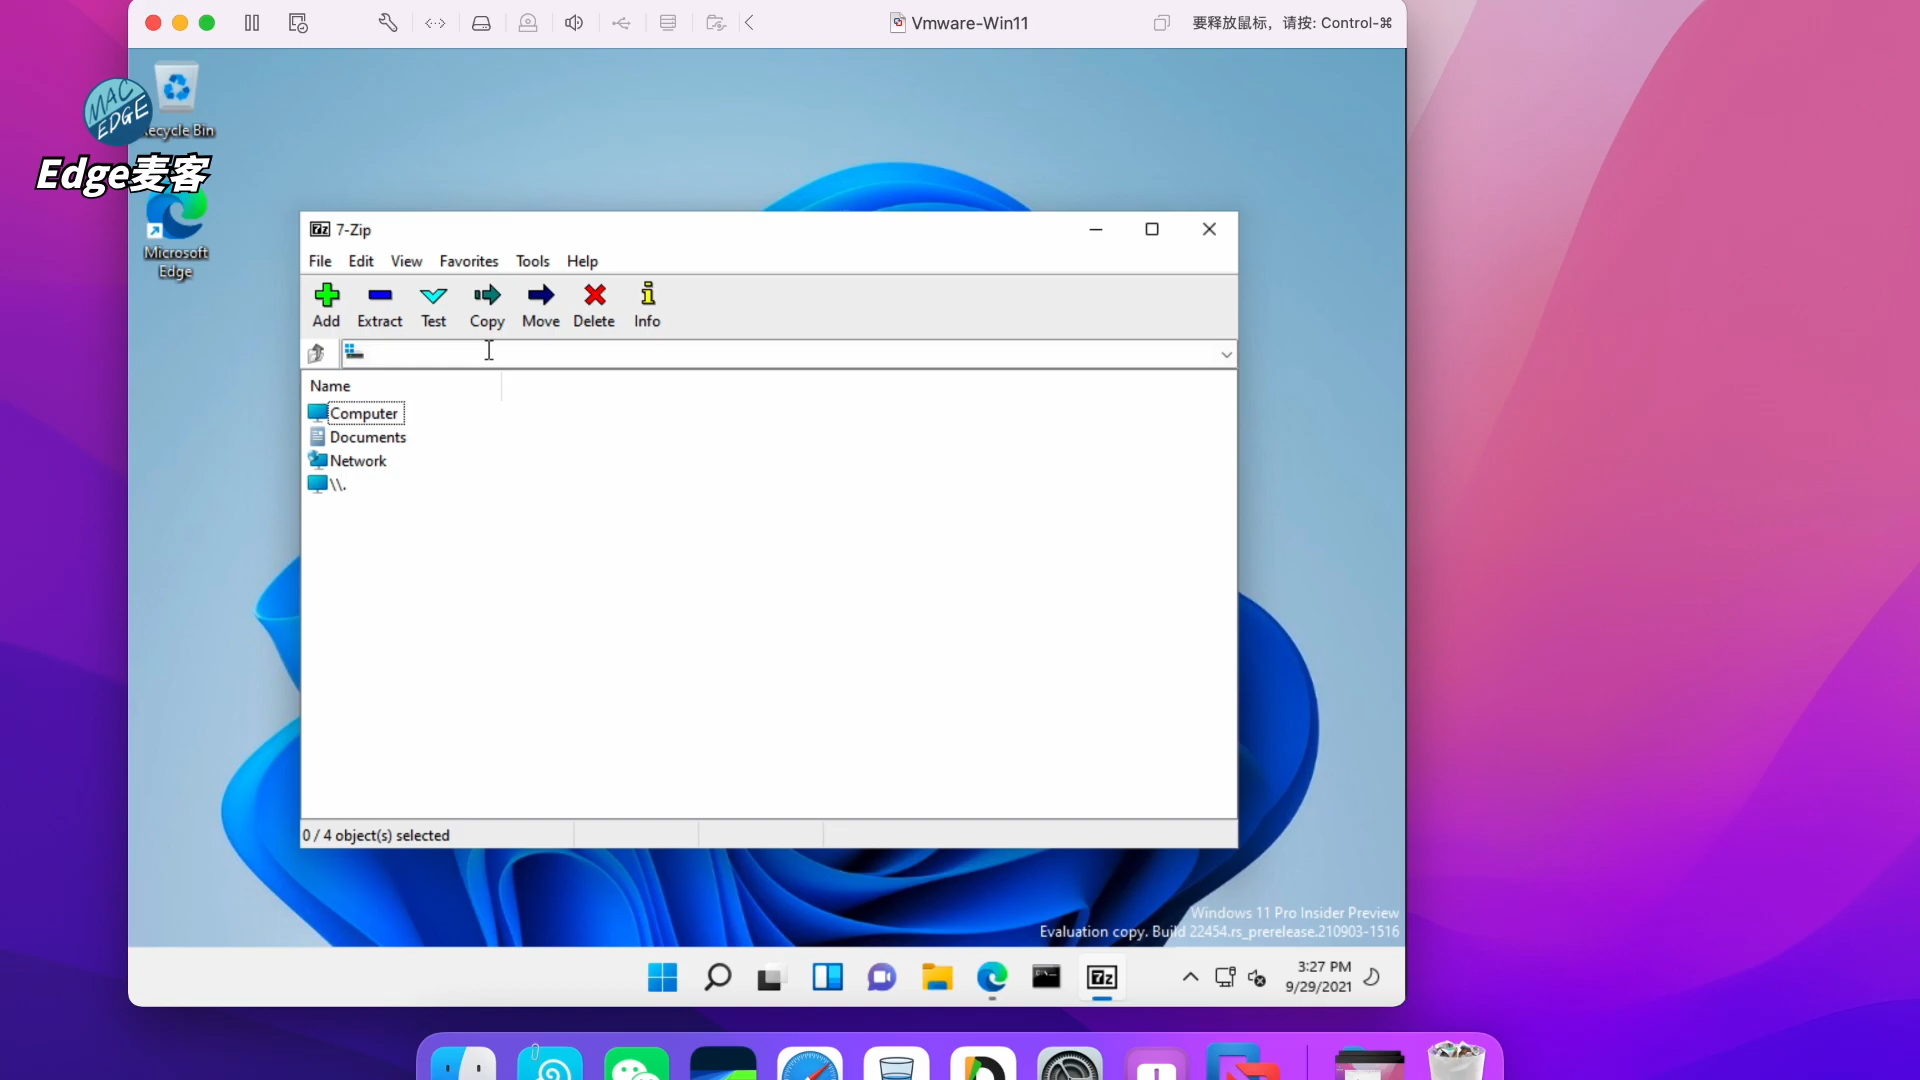 Vmware-Win11
要释放鼠标，请按: Control-⌘
MAC
EDGE
Recycle Bin
Edge麦客
Microsoft
Edge
7-Zip
File Edit View Favorites Tools Help
Add Extract Test Copy Move Delete Info
Name
Computer
Documents
Network
\\.
0 / 4 object(s) selected
Windows 11 Pro Insider Preview
Evaluation copy. Build 22454.rs_prerelease.210903-1516
3:27 PM
9/29/2021